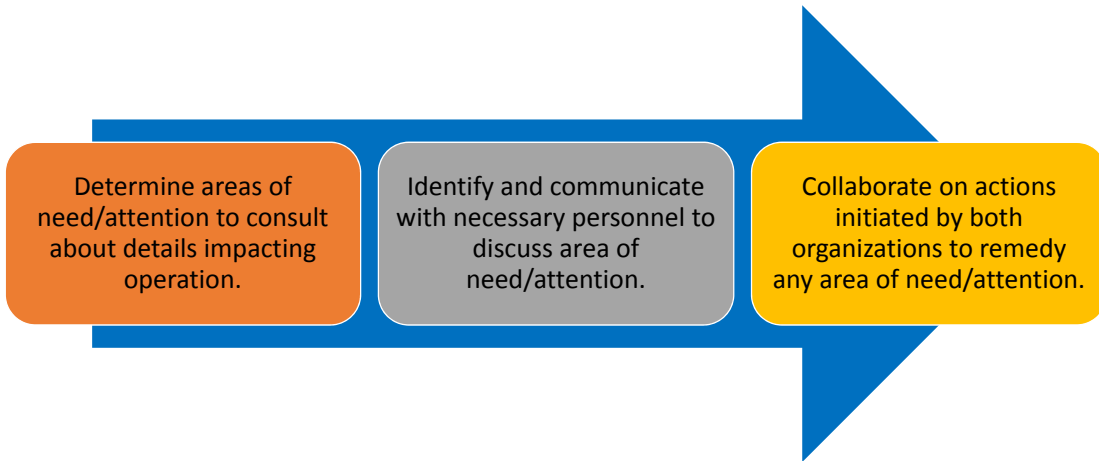 Determine areas of
need/attention to consult
about details impacting
operation.
Identify and communicate
with necessary personnel to
discuss area of
need/attention.
Collaborate on actions
initiated by both
organizations to remedy
any area of need/attention.